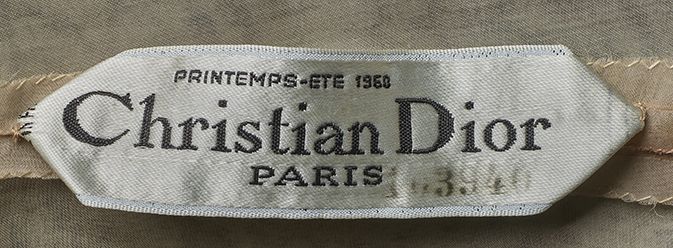 PRINTEMPS-ETE 1960
Christian Dior
PARIS